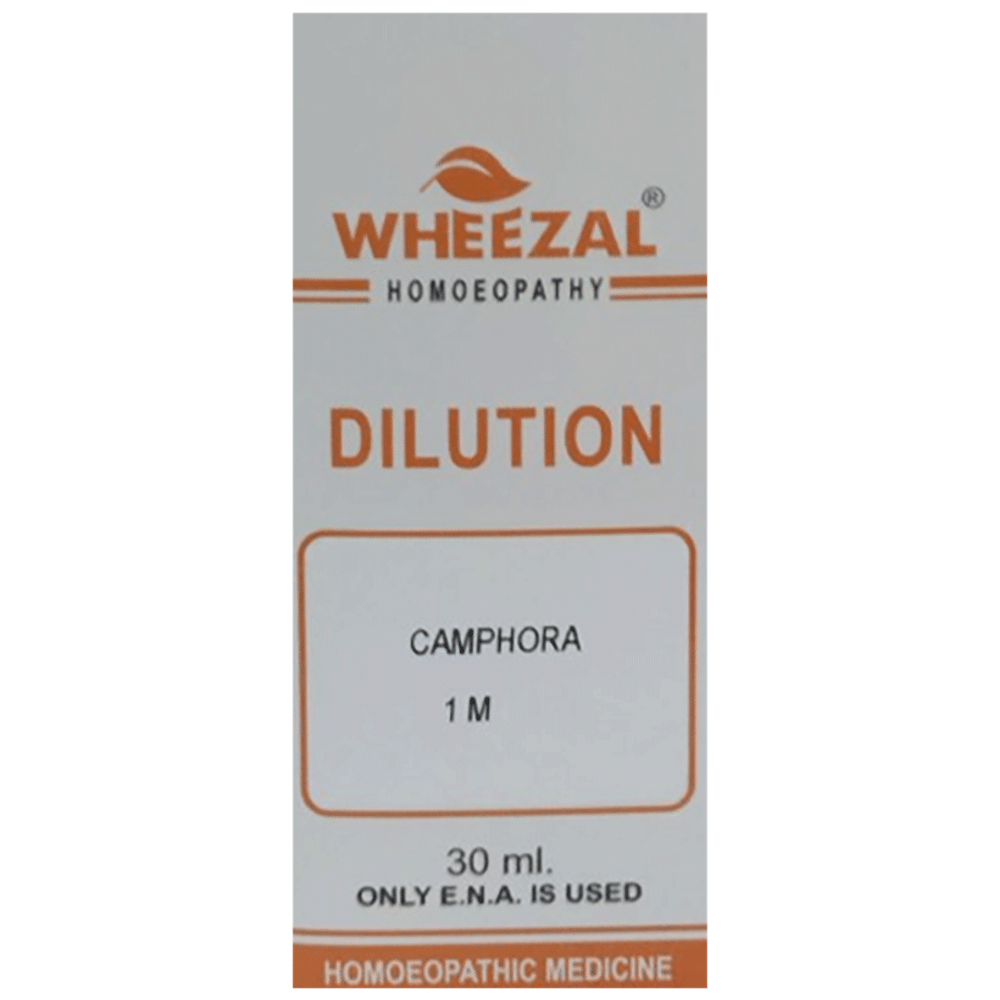 WHEEZAL®
HOMOEOPATHY
DILUTION
CAMPHORA
1 M
30 ml.
ONLY E.N.A. IS USED
HOMOEOPATHIC MEDICINE